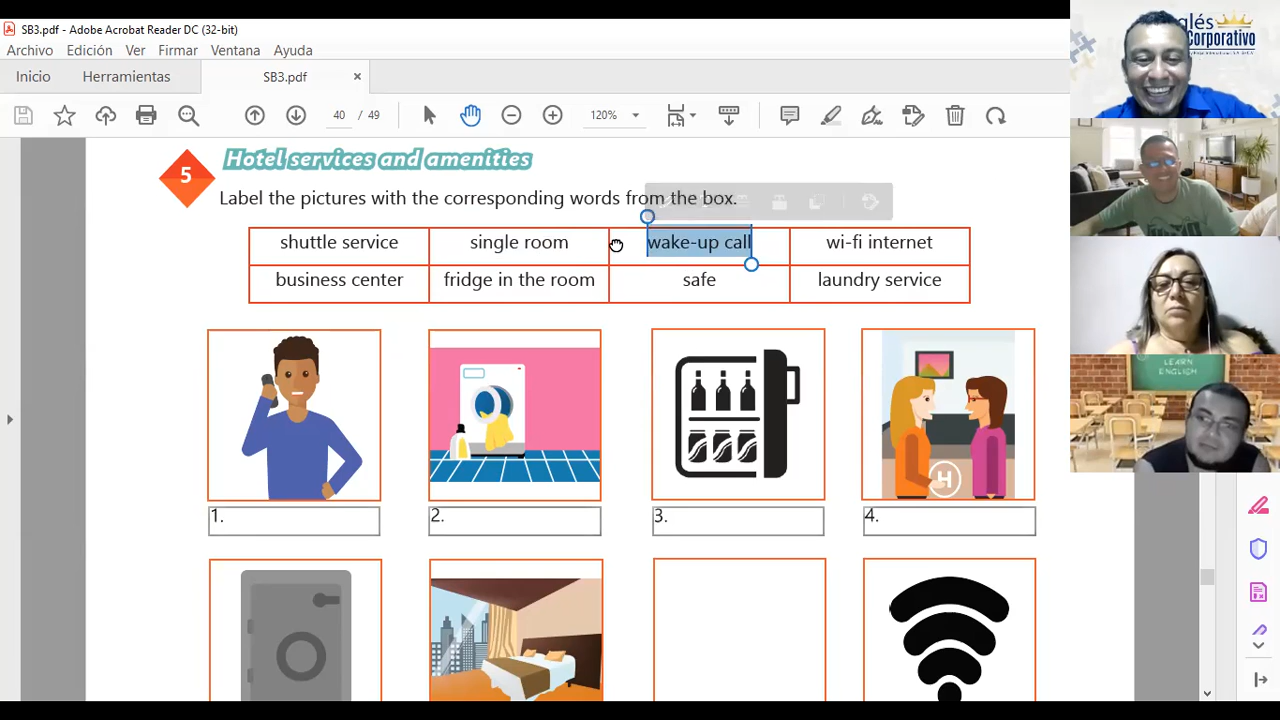 SB3.pdf - Adobe Acrobat Reader DC (32-bit)
Archivo Edición Ver Firmar Ventana Ayuda
Inicio Herramientas SB3.pdf ×
40 / 49 120%
5 Hotel services and amenities
Label the pictures with the corresponding words from the box.
shuttle service single room wake-up call wi-fi internet
business center fridge in the room safe laundry service
H
1. 2. 3. 4.
glés
Corporativo
LEARN
ENGLISH